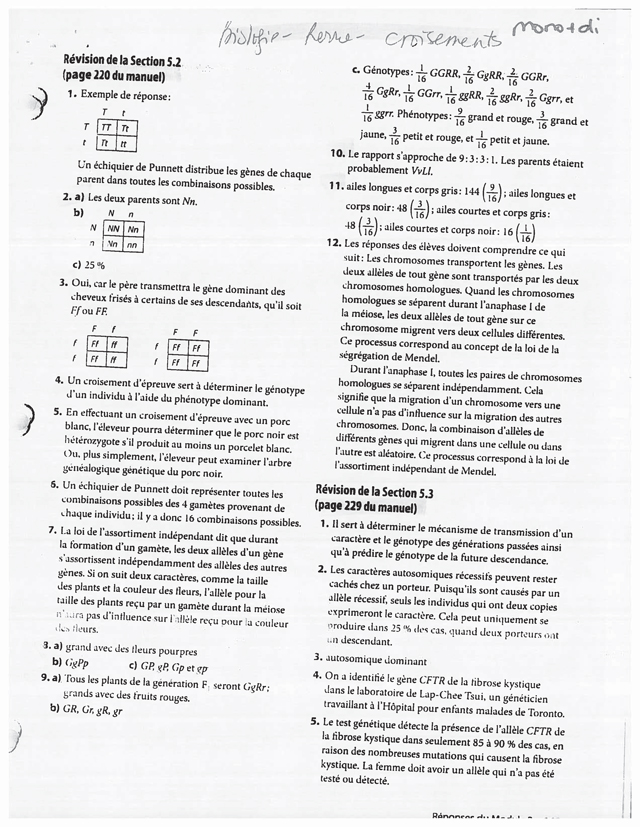 Biologie - Revue - croisements mono+di
Révision de la Section 5.2
(page 220 du manuel)
1. Exemple de réponse:
T t
T TT Tt
t Tt tt
Un échiquier de Punnett distribue les gènes de chaque
parent dans toutes les combinaisons possibles.
2. a) Les deux parents sont Nn.
b) N n
N NN Nn
n Nn nn
c) 25 %
3. Oui, car le père transmettra le gène dominant des
cheveux frisés à certains de ses descendants, qu'il soit
Ff ou FF.
F f F F
f Ff ff f Ff Ff
f Ff ff f Ff Ff
4. Un croisement d'épreuve sert à déterminer le génotype
d'un individu à l'aide du phénotype dominant.
5. En effectuant un croisement d'épreuve avec un porc
blanc, l'éleveur pourra déterminer que le porc noir est
hétérozygote s'il produit au moins un porcelet blanc.
Ou, plus simplement, l'éleveur peut examiner l'arbre
généalogique génétique du porc noir.
6. Un échiquier de Punnett doit représenter toutes les
combinaisons possibles des 4 gamètes provenant de
chaque individu; il y a donc 16 combinaisons possibles.
7. La loi de l'assortiment indépendant dit que durant
la formation d'un gamète, les deux allèles d'un gène
s'assortissent indépendamment des allèles des autres
gènes. Si on suit deux caractères, comme la taille
des plants et la couleur des fleurs, l'allèle pour la
taille des plants reçu par un gamète durant la méiose
n'aura pas d'influence sur l'allèle reçu pour la couleur
des fleurs.
8. a) grand avec des fleurs pourpres
b) GgPp c) GP, gP, Gp et gp
9. a) Tous les plants de la génération F1 seront GgRr;
grands avec des fruits rouges.
b) GR, Gr, gR, gr
c. Génotypes: 1/16 GGRR, 2/16 GgRR, 2/16 GGRr,
4/16 GgRr, 1/16 GGrr, 1/16 ggRR, 2/16 ggRr, 2/16 Ggrr, et
1/16 ggrr. Phénotypes: 9/16 grand et rouge, 3/16 grand et
jaune, 3/16 petit et rouge, et 1/16 petit et jaune.
10. Le rapport s'approche de 9:3:3:1. Les parents étaient
probablement VvLl.
11. ailes longues et corps gris: 144 (9/16); ailes longues et
corps noir: 48 (3/16); ailes courtes et corps gris:
48 (3/16); ailes courtes et corps noir: 16 (1/16)
12. Les réponses des élèves doivent comprendre ce qui
suit: Les chromosomes transportent les gènes. Les
deux allèles de tout gène sont transportés par les deux
chromosomes homologues. Quand les chromosomes
homologues se séparent durant l'anaphase I de
la méiose, les deux allèles de tout gène sur ce
chromosome migrent vers deux cellules différentes.
Ce processus correspond au concept de la loi de la
ségrégation de Mendel.
Durant l'anaphase I, toutes les paires de chromosomes
homologues se séparent indépendamment. Cela
signifie que la migration d'un chromosome vers une
cellule n'a pas d'influence sur la migration des autres
chromosomes. Donc, la combinaison d'allèles de
différents gènes qui migrent dans une cellule ou dans
l'autre est aléatoire. Ce processus correspond à la loi de
l'assortiment indépendant de Mendel.
Révision de la Section 5.3
(page 229 du manuel)
1. Il sert à déterminer le mécanisme de transmission d'un
caractère et le génotype des générations passées ainsi
qu'à prédire le génotype de la future descendance.
2. Les caractères autosomiques récessifs peuvent rester
cachés chez un porteur. Puisqu'ils sont causés par un
allèle récessif, seuls les individus qui ont deux copies
exprimeront le caractère. Cela peut uniquement se
produire dans 25 % des cas, quand deux porteurs ont
un descendant.
3. autosomique dominant
4. On a identifié le gène CFTR de la fibrose kystique
dans le laboratoire de Lap-Chee Tsui, un généticien
travaillant à l'Hôpital pour enfants malades de Toronto.
5. Le test génétique détecte la présence de l'allèle CFTR de
la fibrose kystique dans seulement 85 à 90 % des cas, en
raison des nombreuses mutations qui causent la fibrose
kystique. La femme doit avoir un allèle qui n'a pas été
testé ou détecté.
Réponses du